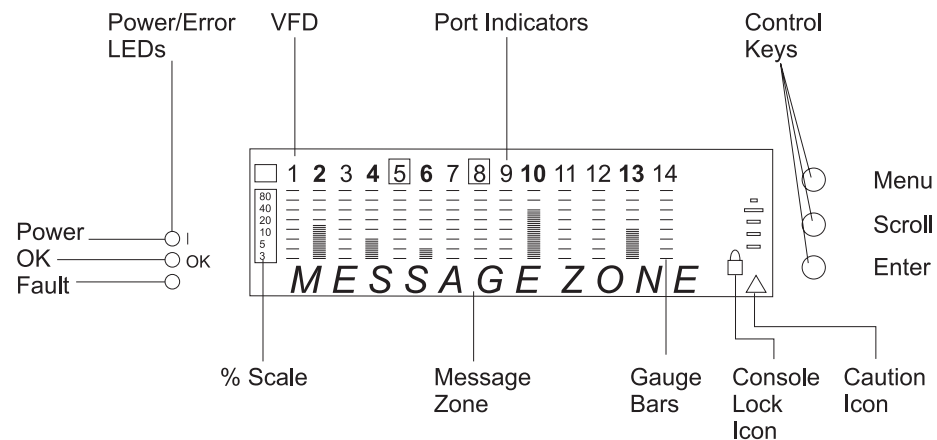 Power/Error
LEDs
VFD
Port Indicators
Control
Keys
1 2 3 4 5 6 7 8 9 10 11 12 13 14
80
40
20
10
5
3
MESSAGE ZONE
Power
I
OK
OK
Fault
Menu
Scroll
Enter
% Scale
Message
Zone
Gauge
Bars
Console
Lock
Icon
Caution
Icon